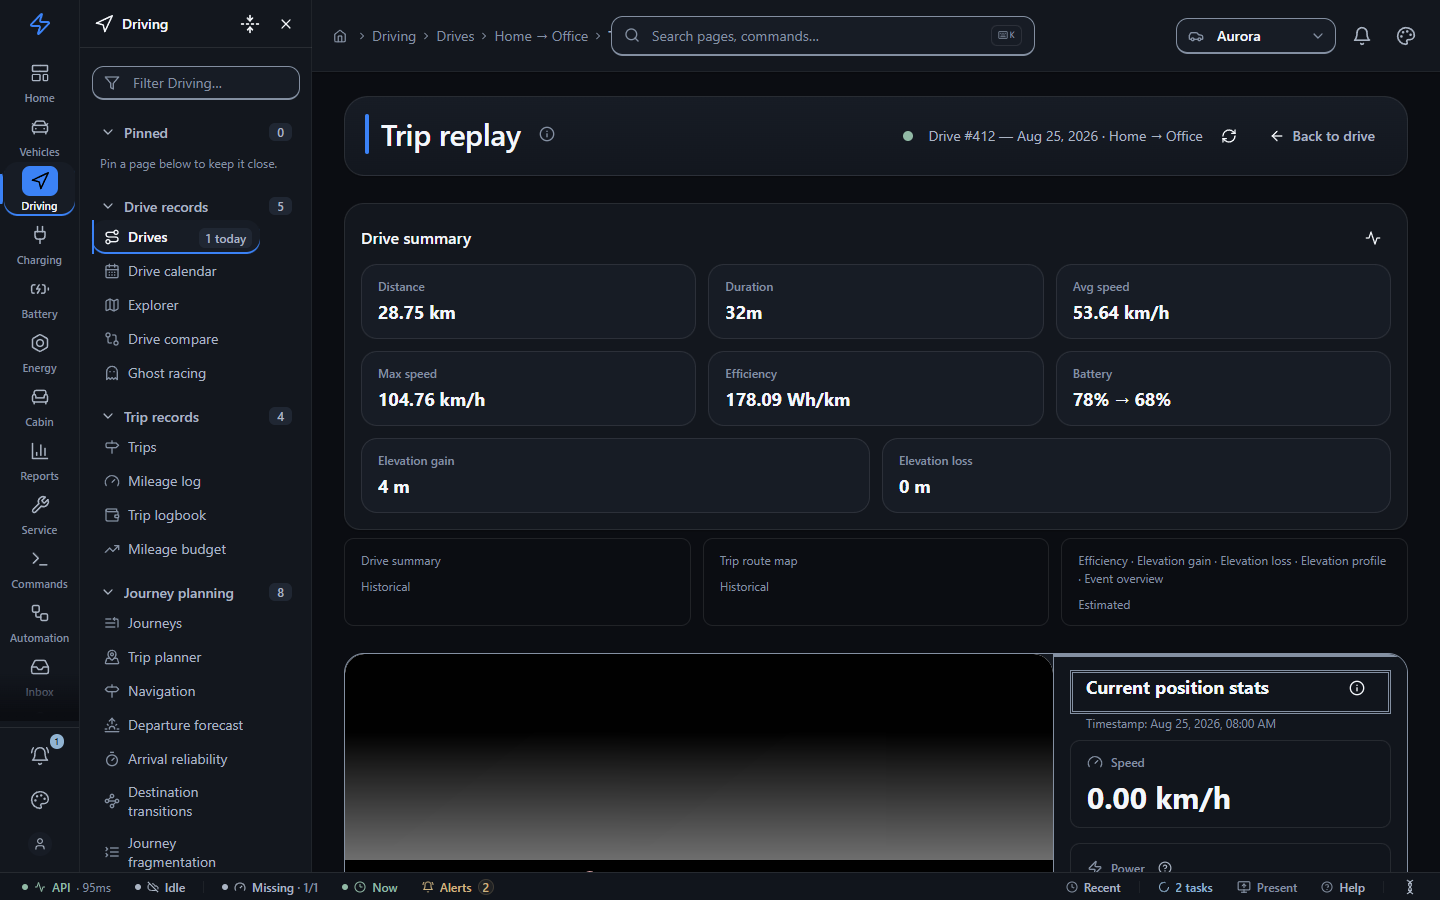 Home
Vehicles
Driving
Charging
Battery
Energy
Cabin
Reports
Service
Commands
Automation
Inbox
1
Driving
Filter Driving...
Pinned 0
Pin a page below to keep it close.
Drive records 5
Drives 1 today
Drive calendar
Explorer
Drive compare
Ghost racing
Trip records 4
Trips
Mileage log
Trip logbook
Mileage budget
Journey planning 8
Journeys
Trip planner
Navigation
Departure forecast
Arrival reliability
Destination
transitions
Journey
fragmentation
Driving › Drives › Home → Office ›
Search pages, commands... K
Aurora
Trip replay
Drive #412 — Aug 25, 2026 · Home → Office
Back to drive
Drive summary
Distance
28.75 km
Duration
32m
Avg speed
53.64 km/h
Max speed
104.76 km/h
Efficiency
178.09 Wh/km
Battery
78% → 68%
Elevation gain
4 m
Elevation loss
0 m
Drive summary
Historical
Trip route map
Historical
Efficiency · Elevation gain · Elevation loss · Elevation profile
· Event overview
Estimated
Current position stats
Timestamp: Aug 25, 2026, 08:00 AM
Speed
0.00 km/h
Power
API · 95ms Idle Missing · 1/1 Now Alerts 2 Recent 2 tasks Present Help